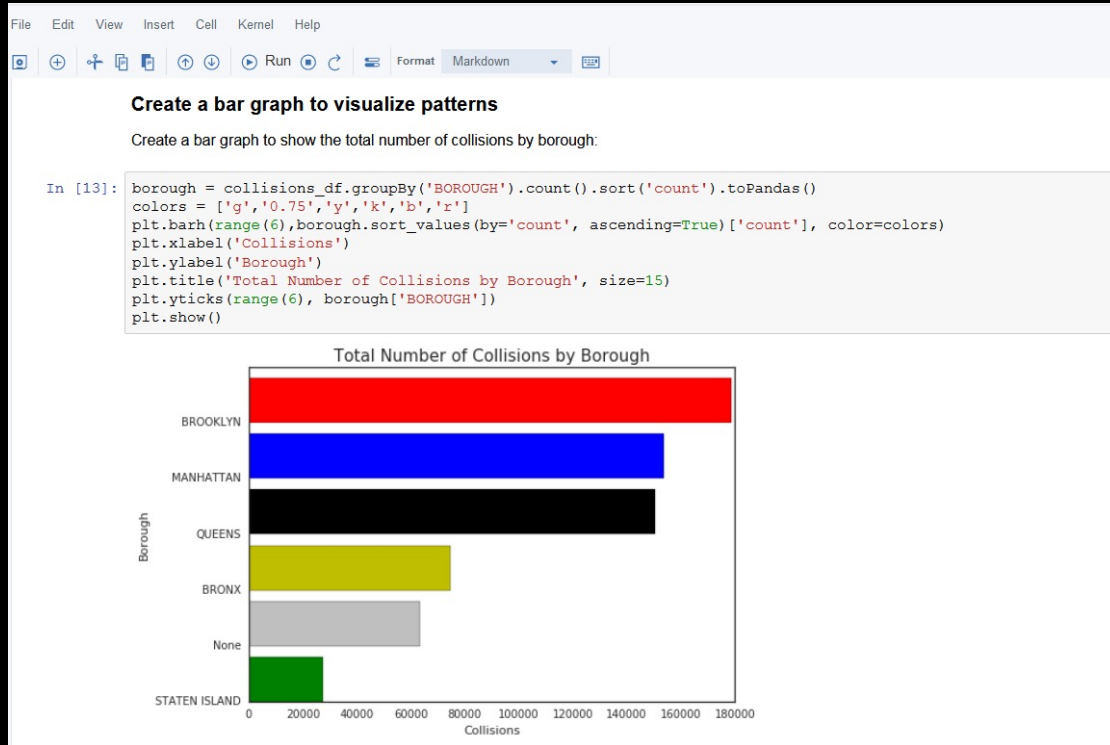 File Edit View Insert Cell Kernel Help
Run Format Markdown
Create a bar graph to visualize patterns
Create a bar graph to show the total number of collisions by borough:
In [13]: borough = collisions_df.groupBy('BOROUGH').count().sort('count').toPandas()
colors = ['g','0.75','y','k','b','r']
plt.barh(range(6),borough.sort_values(by='count', ascending=True)['count'], color=colors)
plt.xlabel('Collisions')
plt.ylabel('Borough')
plt.title('Total Number of Collisions by Borough', size=15)
plt.yticks(range(6), borough['BOROUGH'])
plt.show()
Total Number of Collisions by Borough
BROOKLYN
MANHATTAN
QUEENS
Borough
BRONX
None
STATEN ISLAND
0 20000 40000 60000 80000 100000 120000 140000 160000 180000
Collisions